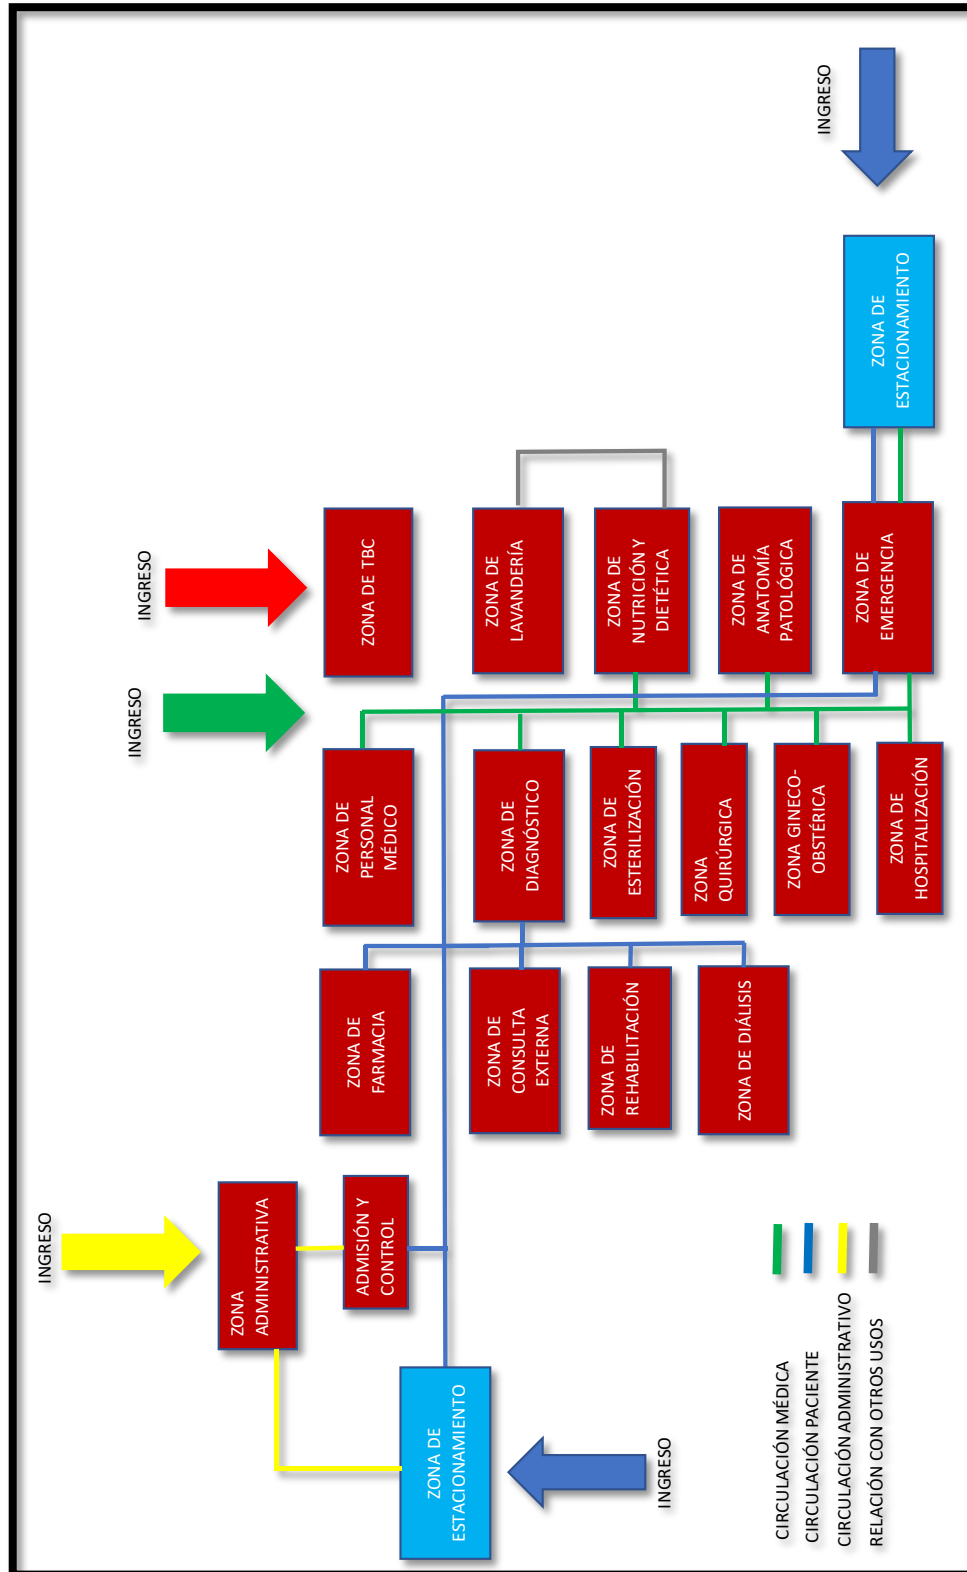 INGRESO
ZONA
ADMINISTRATIVA
ADMISIÓN Y
CONTROL
ZONA DE
ESTACIONAMIENTO
INGRESO
ZONA DE
FARMACIA
ZONA DE
CONSULTA
EXTERNA
ZONA DE
REHABILITACIÓN
ZONA DE DIÁLISIS
INGRESO
ZONA DE
PERSONAL
MÉDICO
ZONA DE
DIAGNÓSTICO
ZONA DE
ESTERILIZACIÓN
ZONA
QUIRÚRGICA
ZONA GINECO-
OBSTÉRICA
ZONA DE
HOSPITALIZACIÓN
INGRESO
ZONA DE TBC
ZONA DE
LAVANDERÍA
ZONA DE
NUTRICIÓN Y
DIETÉTICA
ZONA DE
ANATOMÍA
PATOLÓGICA
ZONA DE
EMERGENCIA
ZONA DE
ESTACIONAMIENTO
INGRESO
CIRCULACIÓN MÉDICA
CIRCULACIÓN PACIENTE
CIRCULACIÓN ADMINISTRATIVO
RELACIÓN CON OTROS USOS